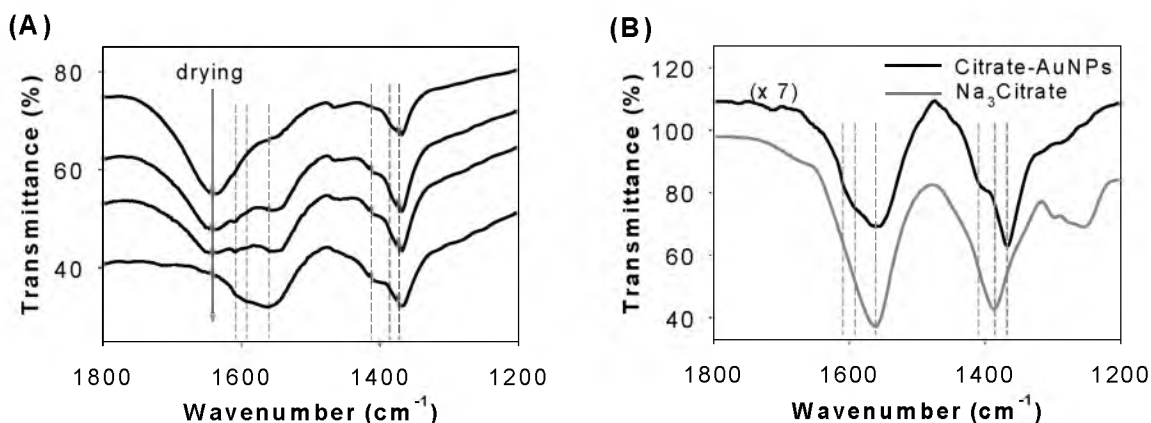 (A)
drying
80
60
40
Transmittance (%)
1800 1600 1400 1200
Wavenumber (cm⁻¹)
(B)
(x 7)
Citrate-AuNPs
Na₃Citrate
120
100
80
60
40
Transmittance (%)
1800 1600 1400 1200
Wavenumber (cm⁻¹)